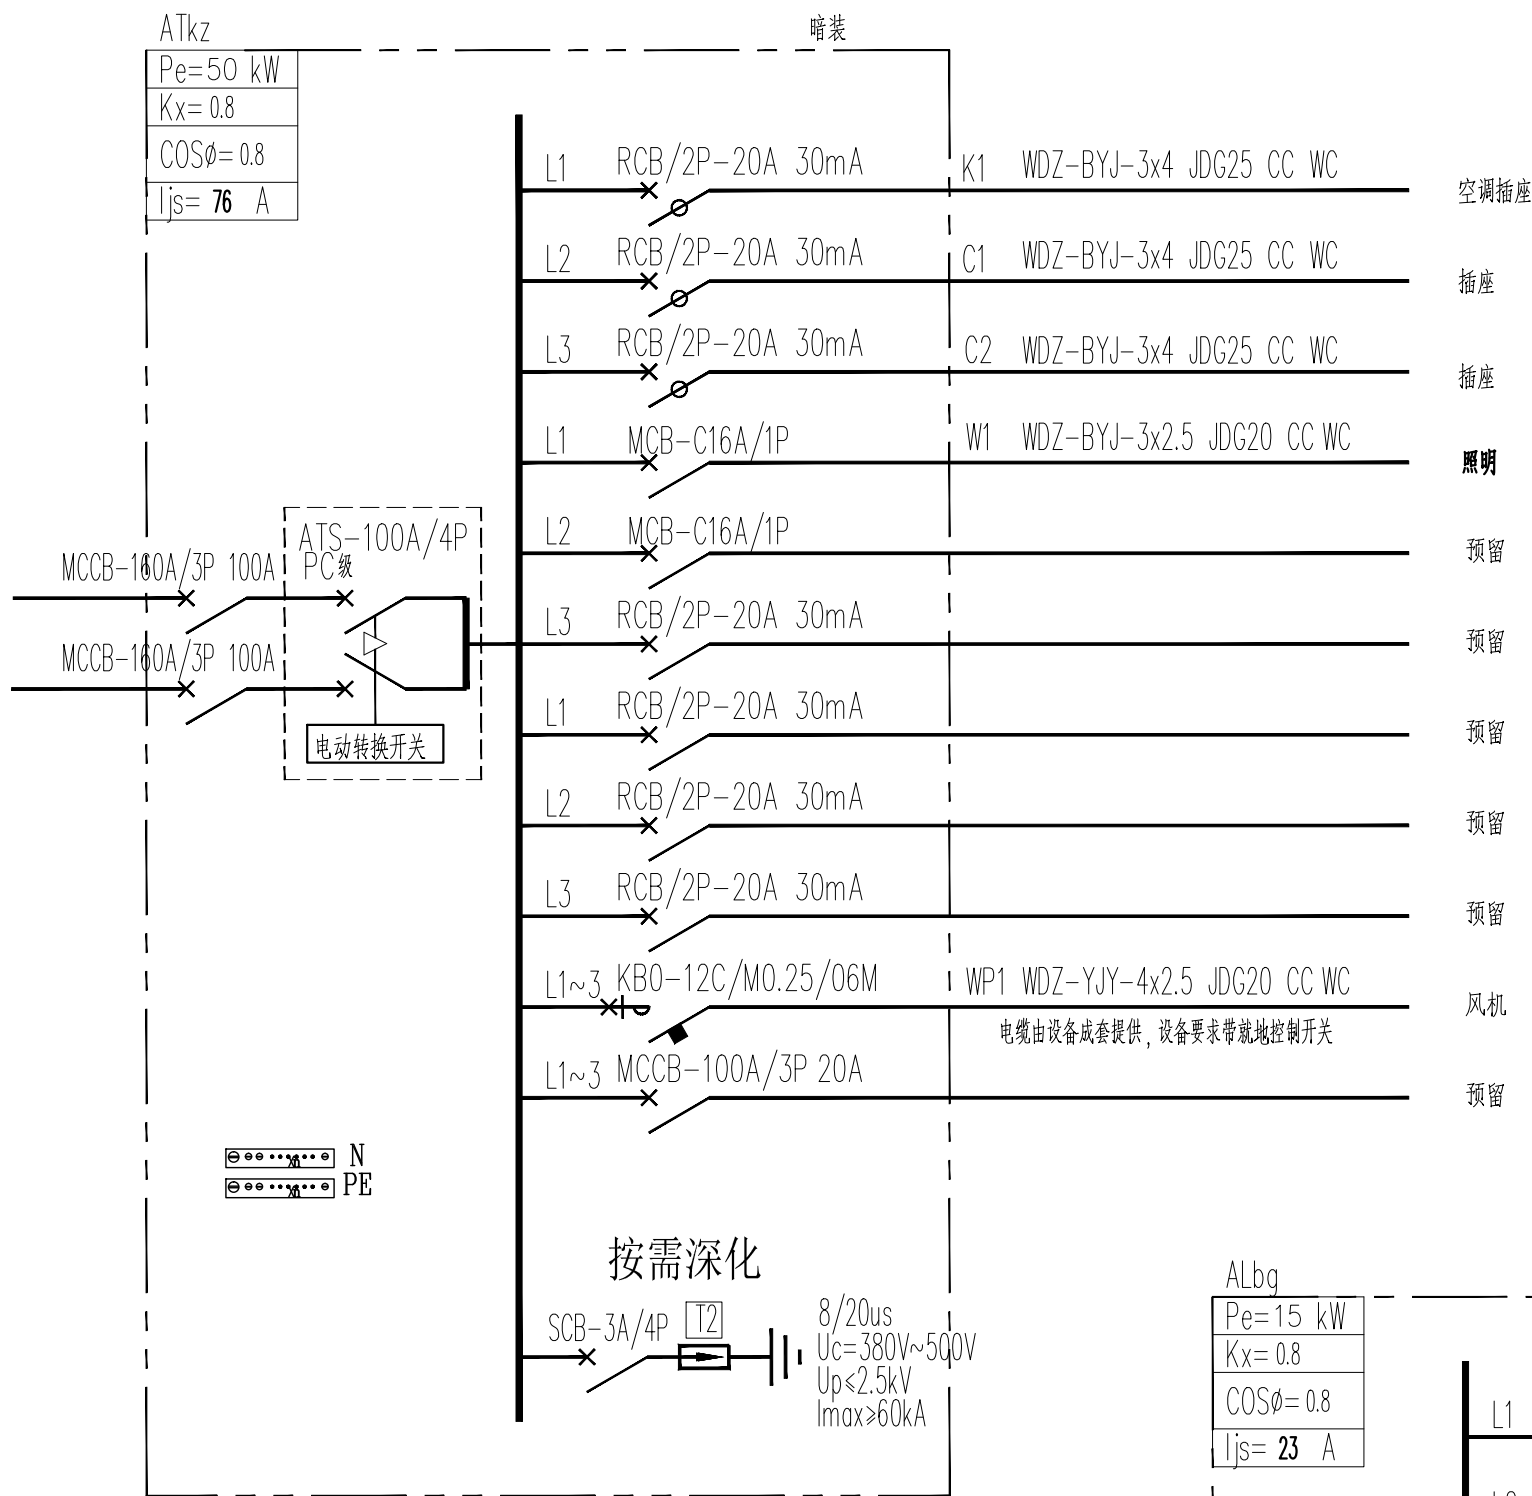 ATkz
暗装
Pe=50 kW
Kx= 0.8
COSø= 0.8
Ijs= 76 A
L1 RCB/2P-20A 30mA K1 WDZ-BYJ-3x4 JDG25 CC WC 空调插座
L2 RCB/2P-20A 30mA C1 WDZ-BYJ-3x4 JDG25 CC WC 插座
L3 RCB/2P-20A 30mA C2 WDZ-BYJ-3x4 JDG25 CC WC 插座
L1 MCB-C16A/1P W1 WDZ-BYJ-3x2.5 JDG20 CC WC 照明
L2 MCB-C16A/1P 预留
ATS-100A/4P
PC级
MCCB-160A/3P 100A
L3 RCB/2P-20A 30mA 预留
MCCB-160A/3P 100A
L1 RCB/2P-20A 30mA 预留
电动转换开关
L2 RCB/2P-20A 30mA 预留
L3 RCB/2P-20A 30mA 预留
L1~3 KBO-12C/M0.25/06M WP1 WDZ-YJY-4x2.5 JDG20 CC WC 风机
电缆由设备成套提供,设备要求带就地控制开关
L1~3 MCCB-100A/3P 20A 预留
N
PE
按需深化
SCB-3A/4P T2
8/20us
Uc=380V~500V
Up≤2.5kV
Imax≥60kA
ALbg
Pe=15 kW
Kx= 0.8
COSø= 0.8
Ijs= 23 A
L1